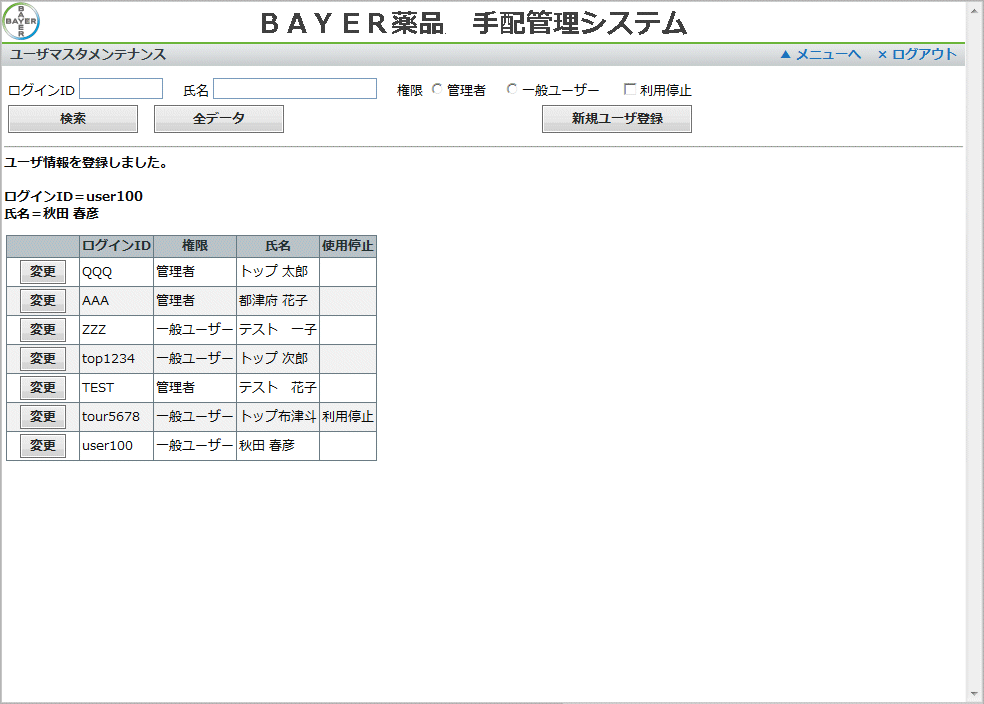 BAYER
BAYER
ＢＡＹＥＲ薬品　手配管理システム
ユーザマスタメンテナンス ▲ メニューへ × ログアウト
ログインID 氏名 権限 管理者 一般ユーザー 利用停止
検索 全データ 新規ユーザ登録
ユーザ情報を登録しました。
ログインID＝user100
氏名＝秋田 春彦
ログインID 権限 氏名 使用停止
変更 QQQ 管理者 トップ 太郎
変更 AAA 管理者 都津府 花子
変更 ZZZ 一般ユーザー テスト　一子
変更 top1234 一般ユーザー トップ 次郎
変更 TEST 管理者 テスト　花子
変更 tour5678 一般ユーザー トップ布津斗 利用停止
変更 user100 一般ユーザー 秋田 春彦